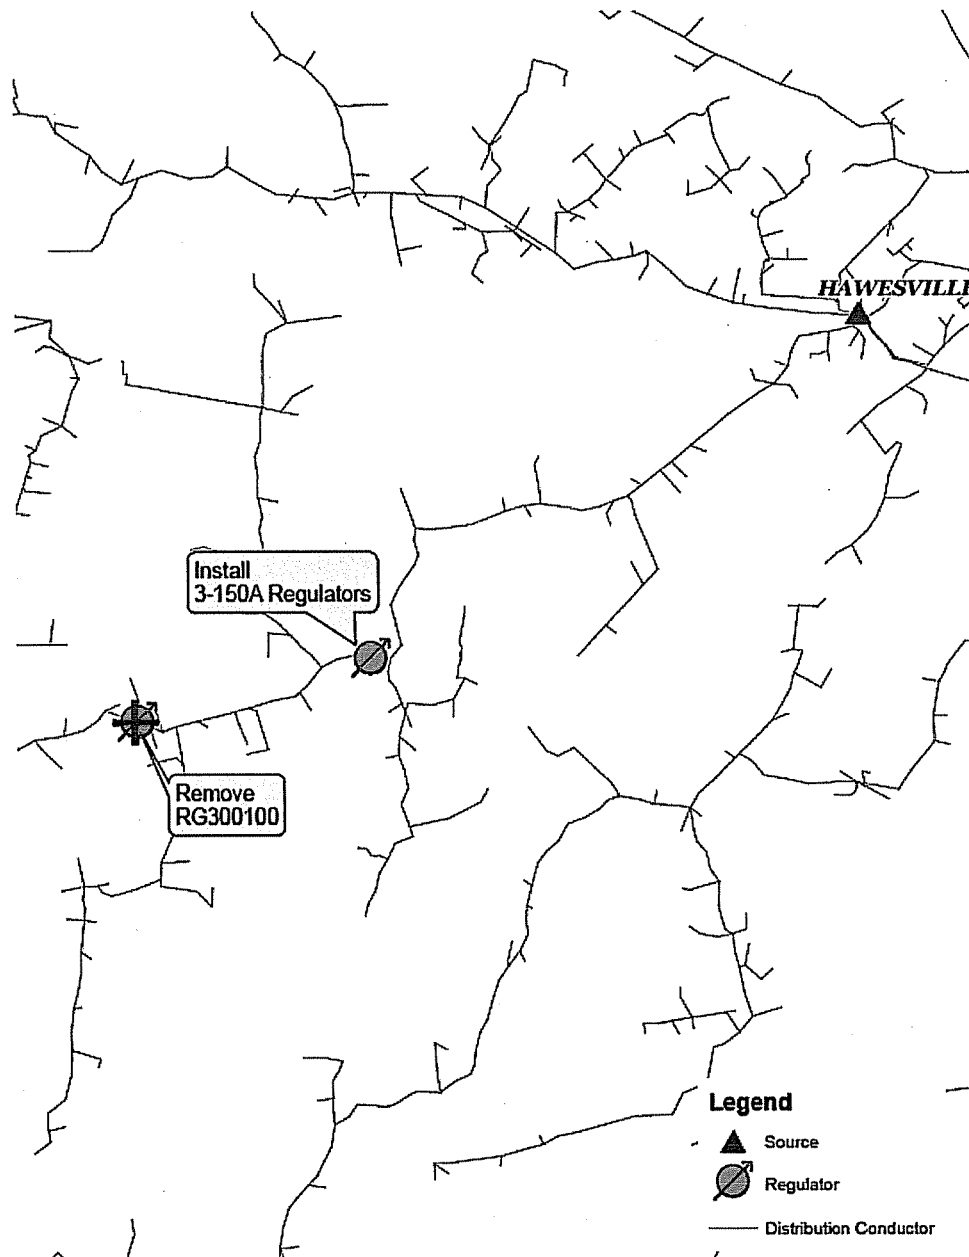 HAWESVILLE
Install
3-150A Regulators
Remove
RG300100
Legend
Source
Regulator
Distribution Conductor